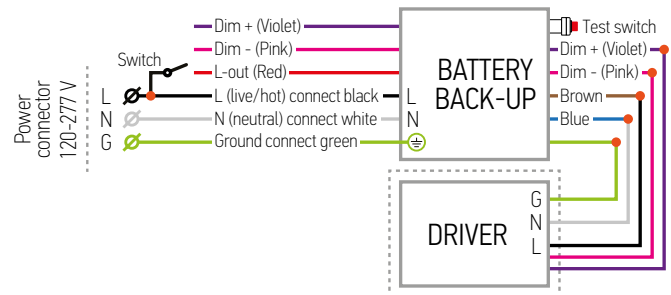 Dim + (Violet)
Dim - (Pink)
Switch
L-out (Red)
L
L (live/hot) connect black
L
N
N (neutral) connect white
N
G
Ground connect green
Power
connector
120-277 V
BATTERY
BACK-UP
Test switch
Dim + (Violet)
Dim - (Pink)
Brown
Blue
DRIVER
G
N
L